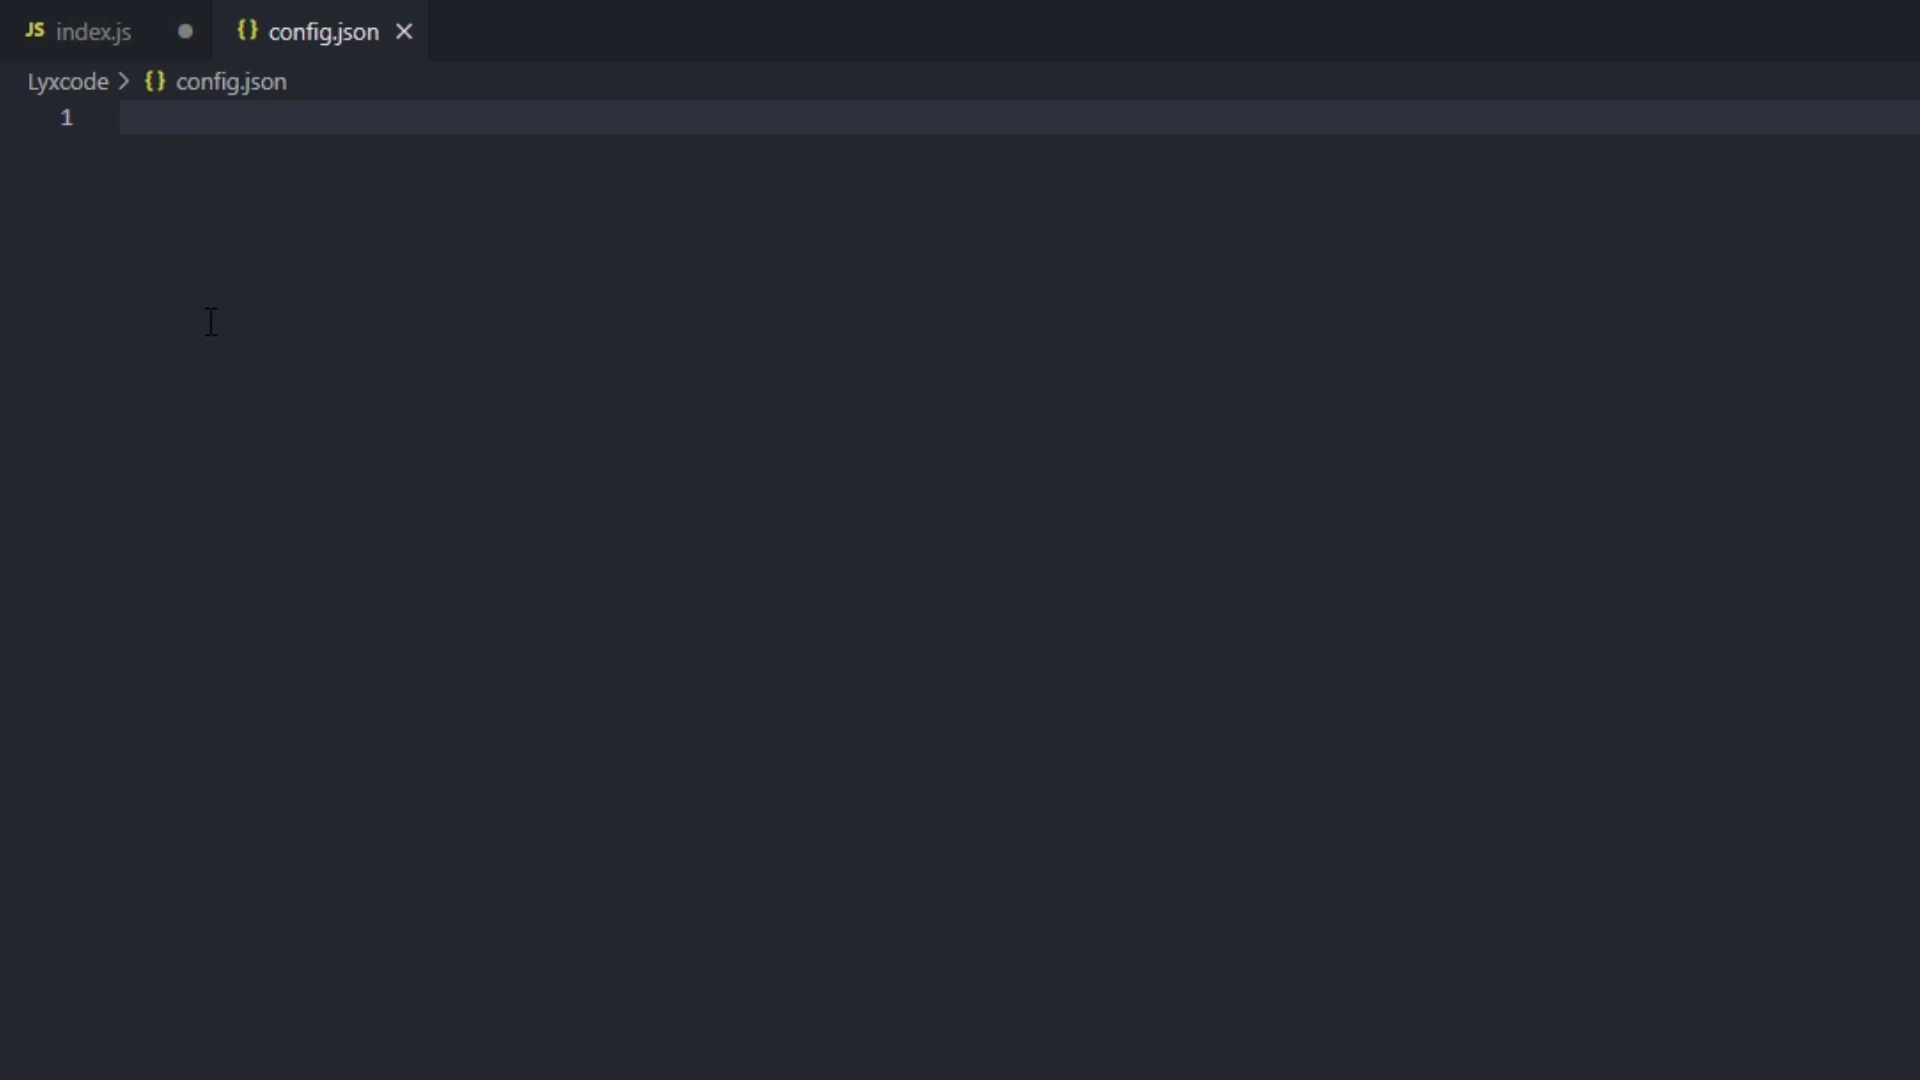 JS index.js
{} config.json
Lyxcode > {} config.json
1